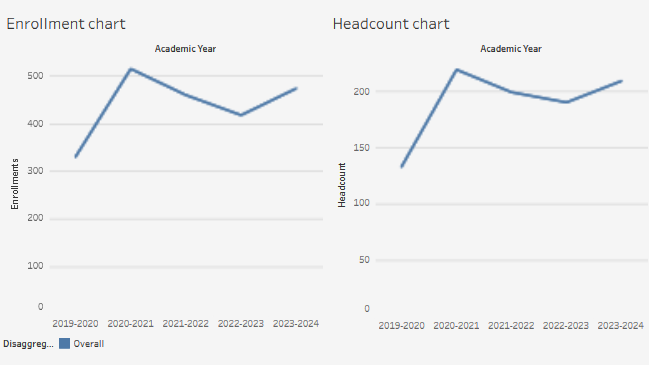 Enrollment chart
Academic Year
500
400
300
200
100
0
Enrollments
2019-2020 2020-2021 2021-2022 2022-2023 2023-2024
Disaggreg... Overall
Headcount chart
Academic Year
200
150
100
50
0
Headcount
2019-2020 2020-2021 2021-2022 2022-2023 2023-2024